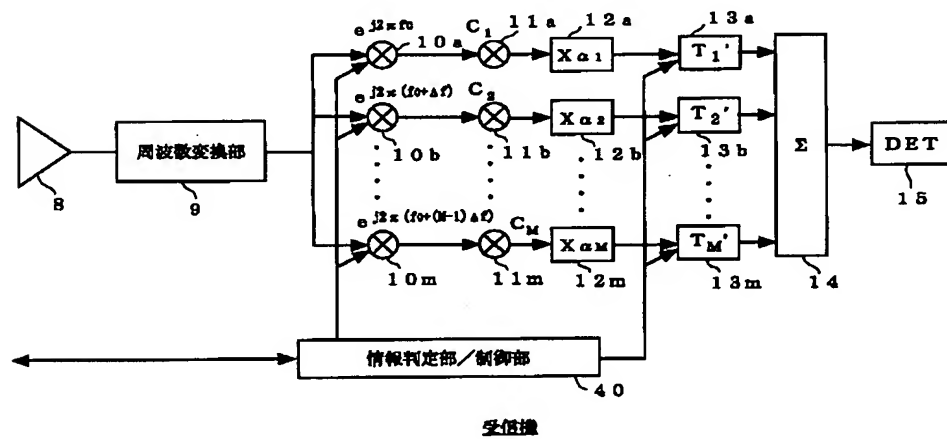 e^j2πf0 C1 11a 12a 13a
10a Xα1 T1'
e^j2π(f0+Δf) C2
Xα2 T2' Σ
周波数変換部 10b 11b 12b 13b DET
8 9 15
e^j2π(f0+(M-1)Δf) CM
XαM TM'
10m 11m 12m 13m 14
情報判定部/制御部
40
受信機